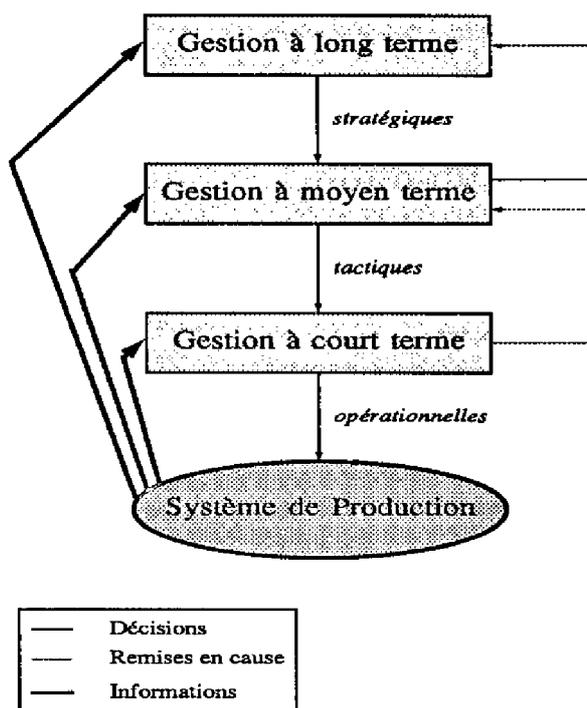 Gestion à long terme
stratégiques
Gestion à moyen terme
tactiques
Gestion à court terme
opérationnelles
Système de Production
Décisions
Remises en cause
Informations